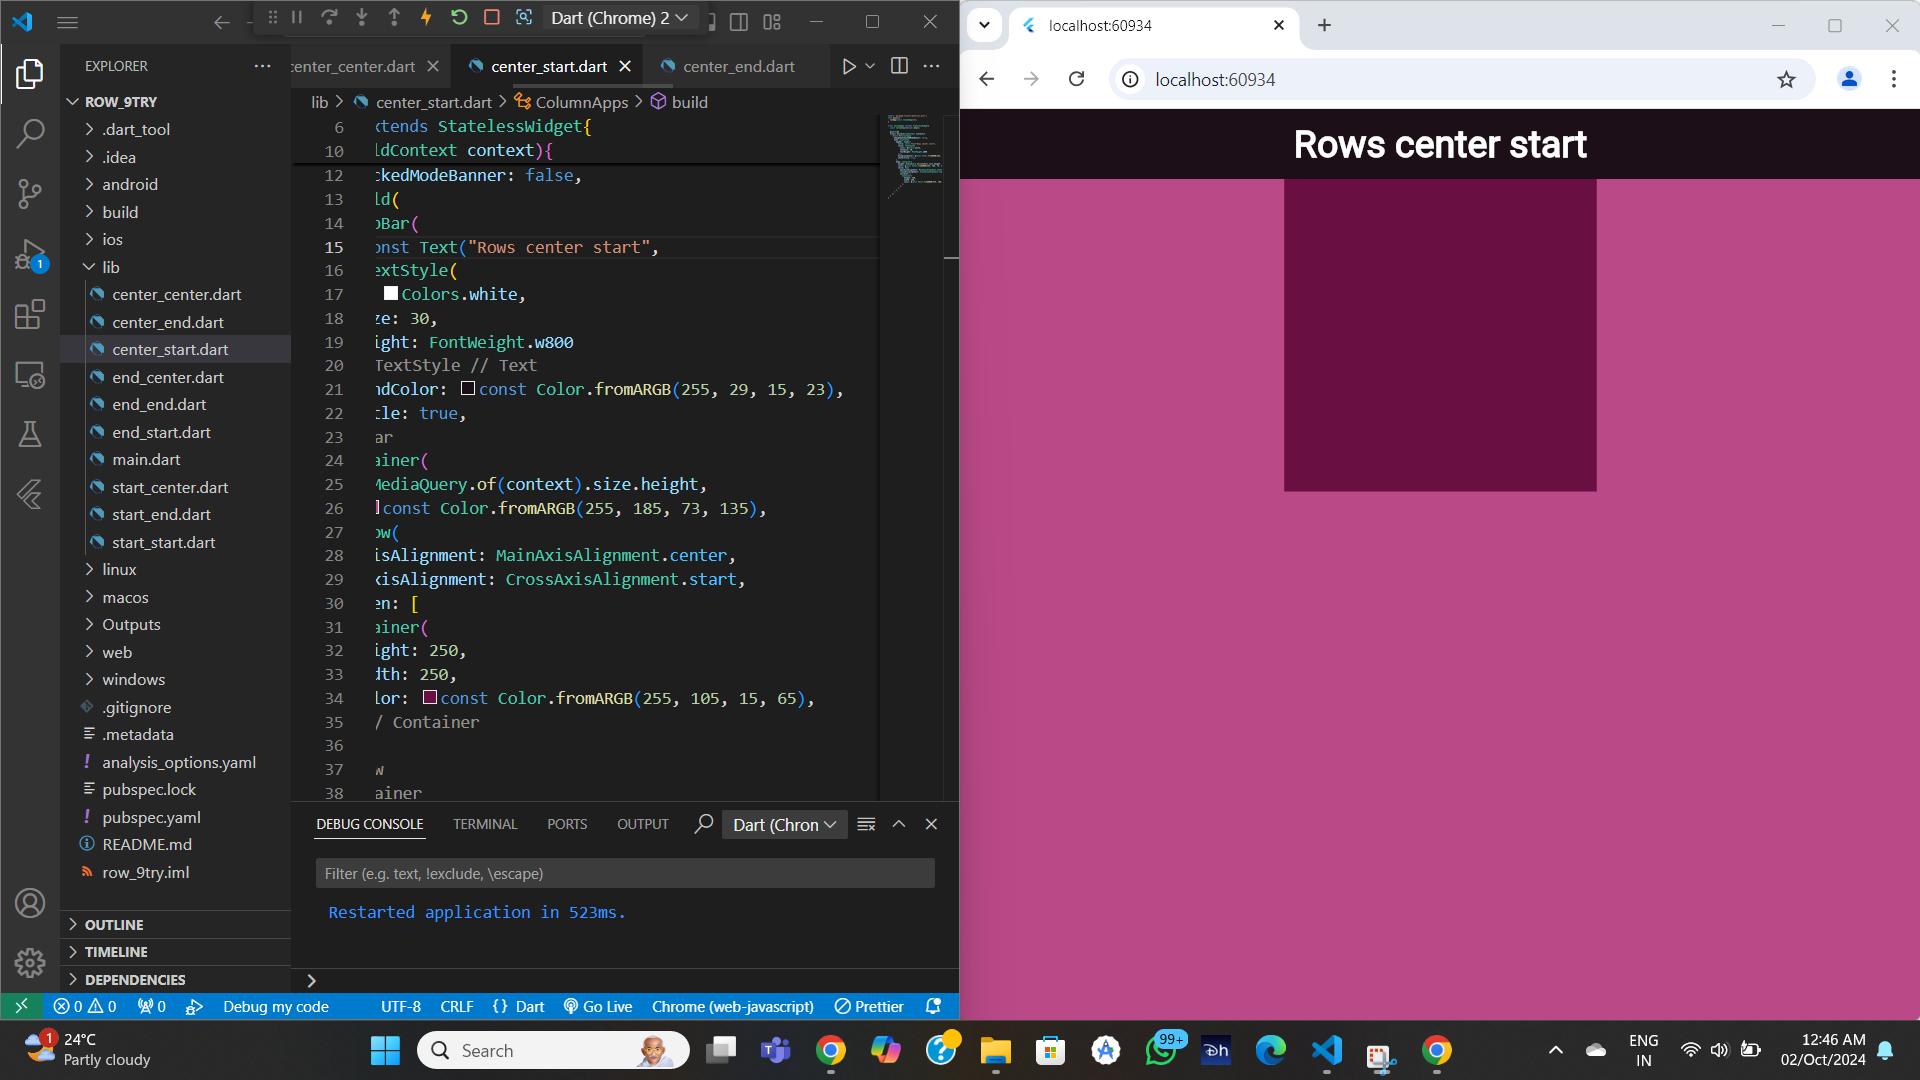 Dart (Chrome) 2
EXPLORER
ROW_9TRY
.dart_tool
.idea
android
build
ios
lib
center_center.dart
center_end.dart
center_start.dart
end_center.dart
end_end.dart
end_start.dart
main.dart
start_center.dart
start_end.dart
start_start.dart
linux
macos
Outputs
web
windows
.gitignore
.metadata
analysis_options.yaml
pubspec.lock
pubspec.yaml
README.md
row_9try.iml
OUTLINE
TIMELINE
DEPENDENCIES
1
center_center.dart
center_start.dart
center_end.dart
lib > center_start.dart > ColumnApps > build
6 xtends StatelessWidget{
10 ldContext context){
12 ckedModeBanner: false,
13 ld(
14 pBar(
15 onst Text("Rows center start",
16 extStyle(
17 Colors.white,
18 ze: 30,
19 ight: FontWeight.w800
20 TextStyle // Text
21 ndColor: const Color.fromARGB(255, 29, 15, 23),
22 tle: true,
23 ar
24 ainer(
25 MediaQuery.of(context).size.height,
26 const Color.fromARGB(255, 185, 73, 135),
27 ow(
28 isAlignment: MainAxisAlignment.center,
29 xisAlignment: CrossAxisAlignment.start,
30 en: [
31 ainer(
32 ight: 250,
33 dth: 250,
34 lor: const Color.fromARGB(255, 105, 15, 65),
35 / Container
36
37 w
38 ainer
DEBUG CONSOLE
TERMINAL
PORTS
OUTPUT
Dart (Chron
Filter (e.g. text, !exclude, \escape)
Restarted application in 523ms.
0 0 0 Debug my code UTF-8 CRLF {} Dart Go Live Chrome (web-javascript) Prettier
localhost:60934
localhost:60934
Rows center start
1
24°C
Partly cloudy
Search
99+
Dh
ENG
IN
12:46 AM
02/Oct/2024